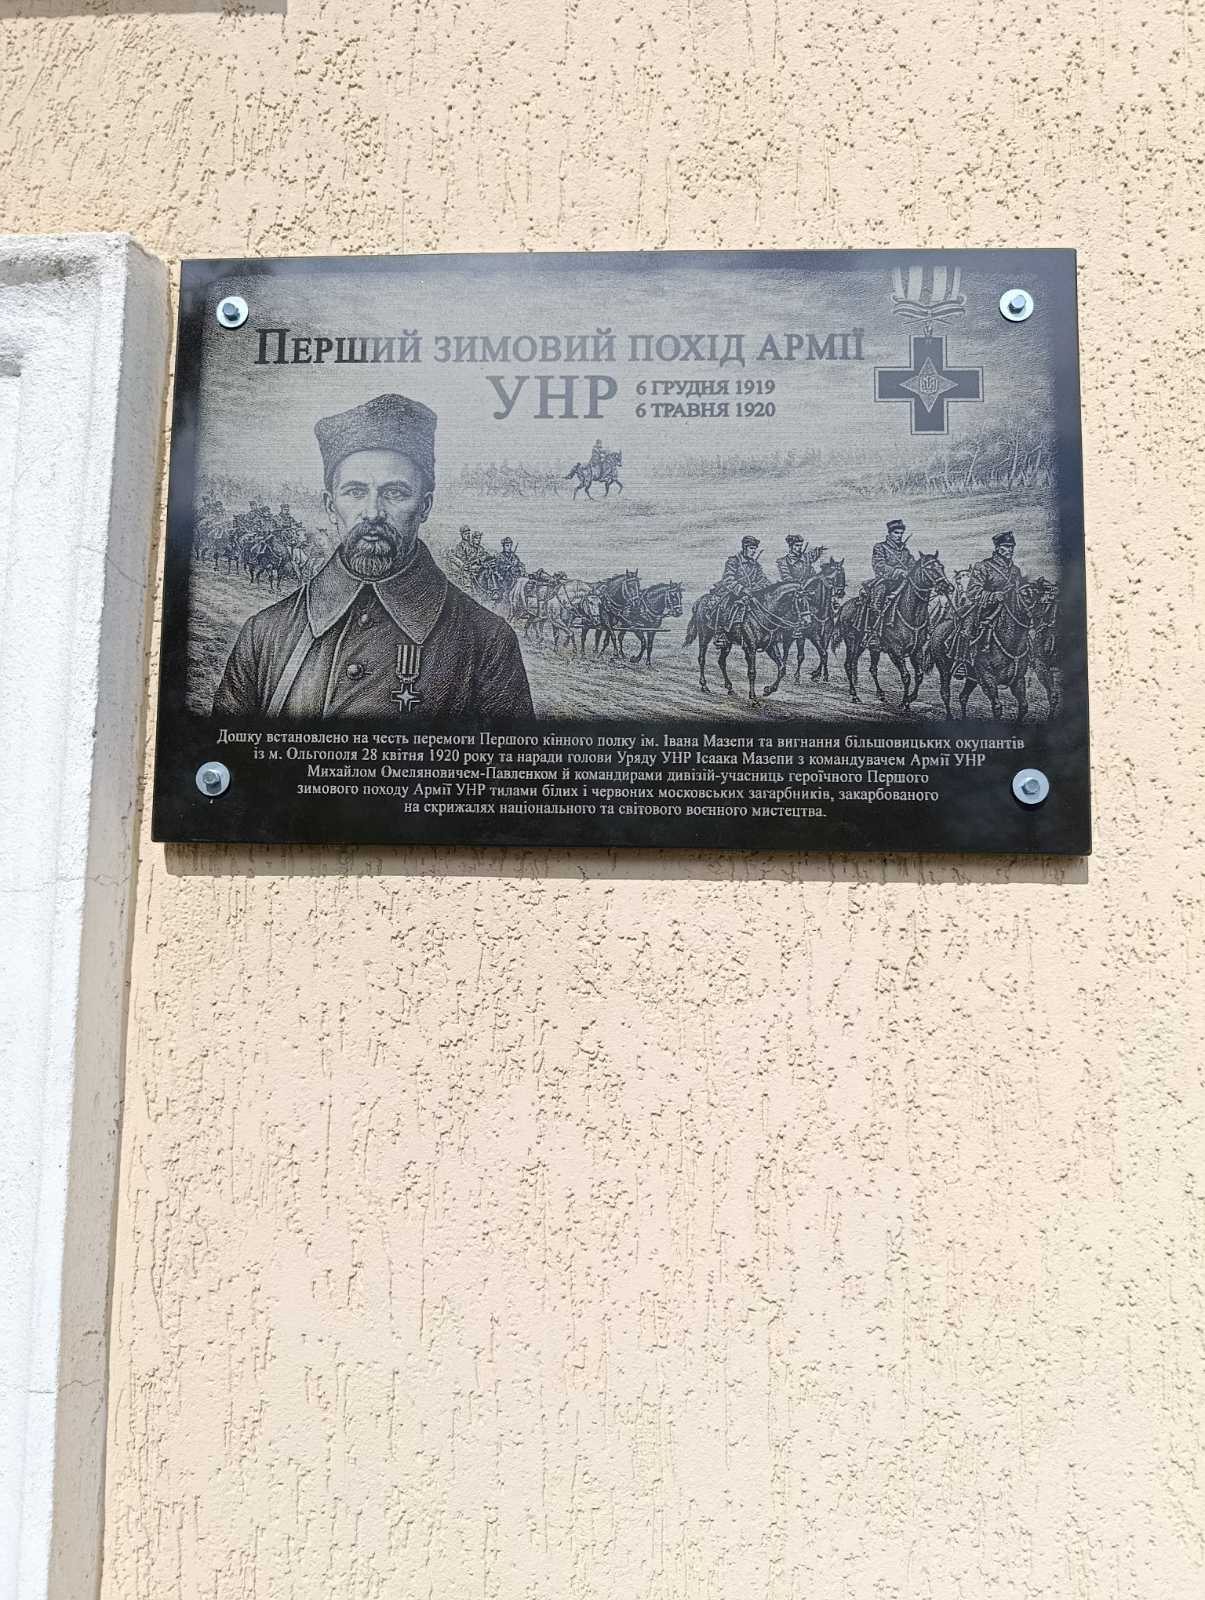 Перший зимовий похід Армії
УНР
6 грудня 1919
6 травня 1920
Дошку встановлено на честь перемоги Першого кінного полку ім. Івана Мазепи та вигнання більшовицьких окупантів
із м. Ольгополя 28 квітня 1920 року та наради голови Уряду УНР Ісаака Мазепи з командувачем Армії УНР
Михайлом Омеляновичем-Павленком й командирами дивізій-учасниць героїчного Першого
зимового походу Армії УНР тилами білих і червоних московських загарбників, закарбованого
на скрижалях національного та світового воєнного мистецтва.